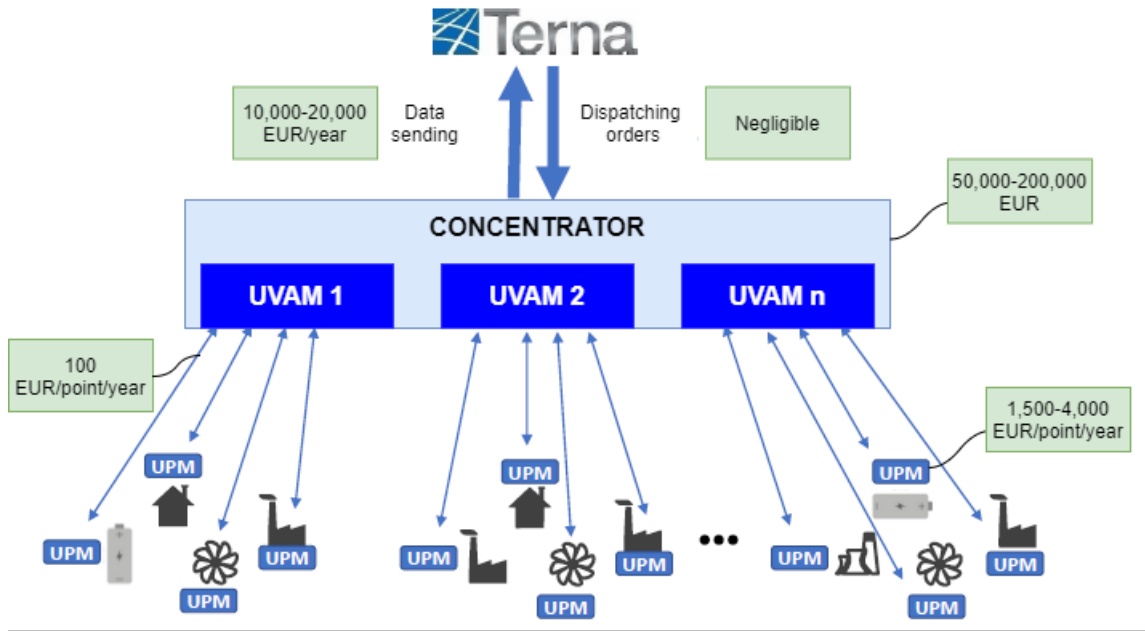 Terna
10,000-20,000
EUR/year
Data
sending
Dispatching
orders
Negligible
50,000-200,000
EUR
CONCENTRATOR
UVAM 1
UVAM 2
UVAM n
100
EUR/point/year
1,500-4,000
EUR/point/year
UPM
UPM
UPM
UPM
UPM
UPM
UPM
UPM
UPM
UPM
UPM
UPM